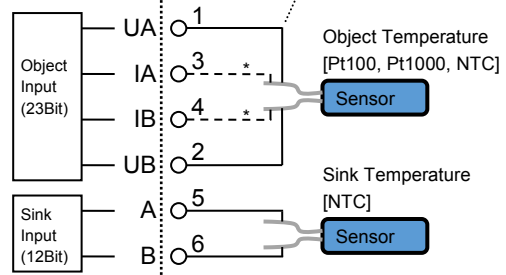 UA 1
Object Temperature
[Pt100, Pt1000, NTC]
Object
Input
(23Bit)
IA 3 *
Sensor
IB 4 *
UB 2
Sink Temperature
[NTC]
Sink
Input
(12Bit)
A 5
Sensor
B 6